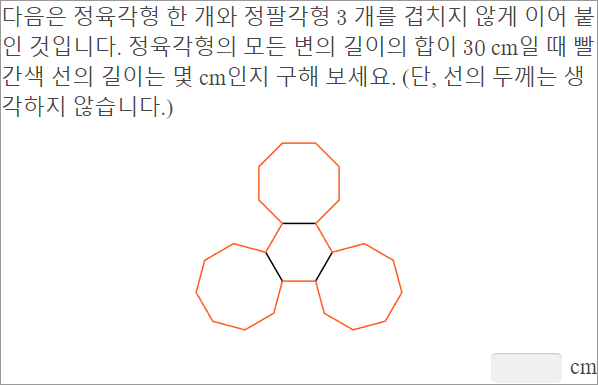 다음은 정육각형 한 개와 정팔각형 3 개를 겹치지 않게 이어 붙
인 것입니다. 정육각형의 모든 변의 길이의 합이 30 cm일 때 빨
간색 선의 길이는 몇 cm인지 구해 보세요. (단, 선의 두께는 생
각하지 않습니다.)
cm